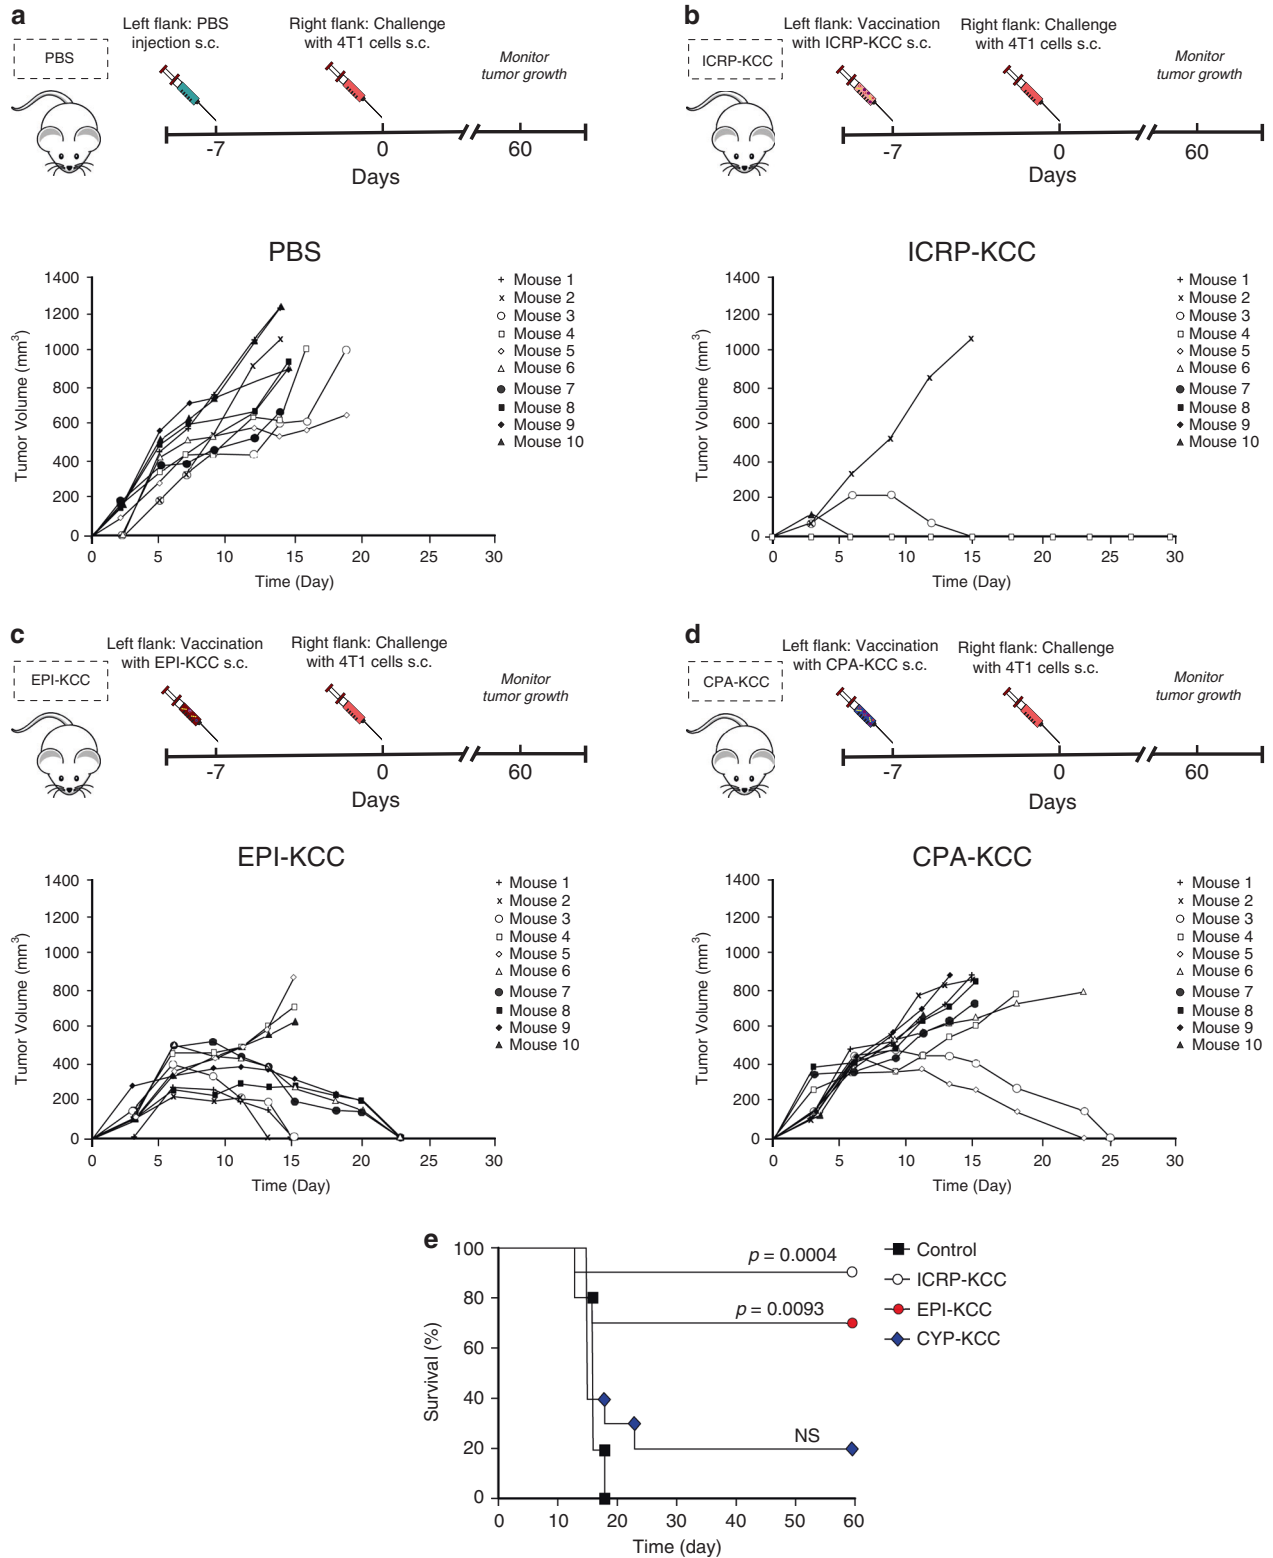 a
Left flank: PBS
injection s.c.
Right flank: Challenge
with 4T1 cells s.c.
PBS
Monitor
tumor growth
-7
0
60
Days
PBS
1400
1200
1000
800
600
400
200
0
Tumor Volume (mm³)
0 5 10 15 20 25 30
Time (Day)
Mouse 1
Mouse 2
Mouse 3
Mouse 4
Mouse 5
Mouse 6
Mouse 7
Mouse 8
Mouse 9
Mouse 10
b
Left flank: Vaccination
with ICRP-KCC s.c.
Right flank: Challenge
with 4T1 cells s.c.
ICRP-KCC
Monitor
tumor growth
-7
0
60
Days
ICRP-KCC
1400
1200
1000
800
600
400
200
0
Tumor Volume (mm³)
0 5 10 15 20 25 30
Time (Day)
Mouse 1
Mouse 2
Mouse 3
Mouse 4
Mouse 5
Mouse 6
Mouse 7
Mouse 8
Mouse 9
Mouse 10
c
Left flank: Vaccination
with EPI-KCC s.c.
Right flank: Challenge
with 4T1 cells s.c.
EPI-KCC
Monitor
tumor growth
-7
0
60
Days
EPI-KCC
1400
1200
1000
800
600
400
200
0
Tumor Volume (mm³)
0 5 10 15 20 25 30
Time (Day)
Mouse 1
Mouse 2
Mouse 3
Mouse 4
Mouse 5
Mouse 6
Mouse 7
Mouse 8
Mouse 9
Mouse 10
d
Left flank: Vaccination
with CPA-KCC s.c.
Right flank: Challenge
with 4T1 cells s.c.
CPA-KCC
Monitor
tumor growth
-7
0
60
Days
CPA-KCC
1400
1200
1000
800
600
400
200
0
Tumor Volume (mm³)
0 5 10 15 20 25 30
Time (Day)
Mouse 1
Mouse 2
Mouse 3
Mouse 4
Mouse 5
Mouse 6
Mouse 7
Mouse 8
Mouse 9
Mouse 10
e
100
80
60
40
20
0
Survival (%)
p = 0.0004
p = 0.0093
NS
0 10 20 30 40 50 60
Time (day)
Control
ICRP-KCC
EPI-KCC
CYP-KCC